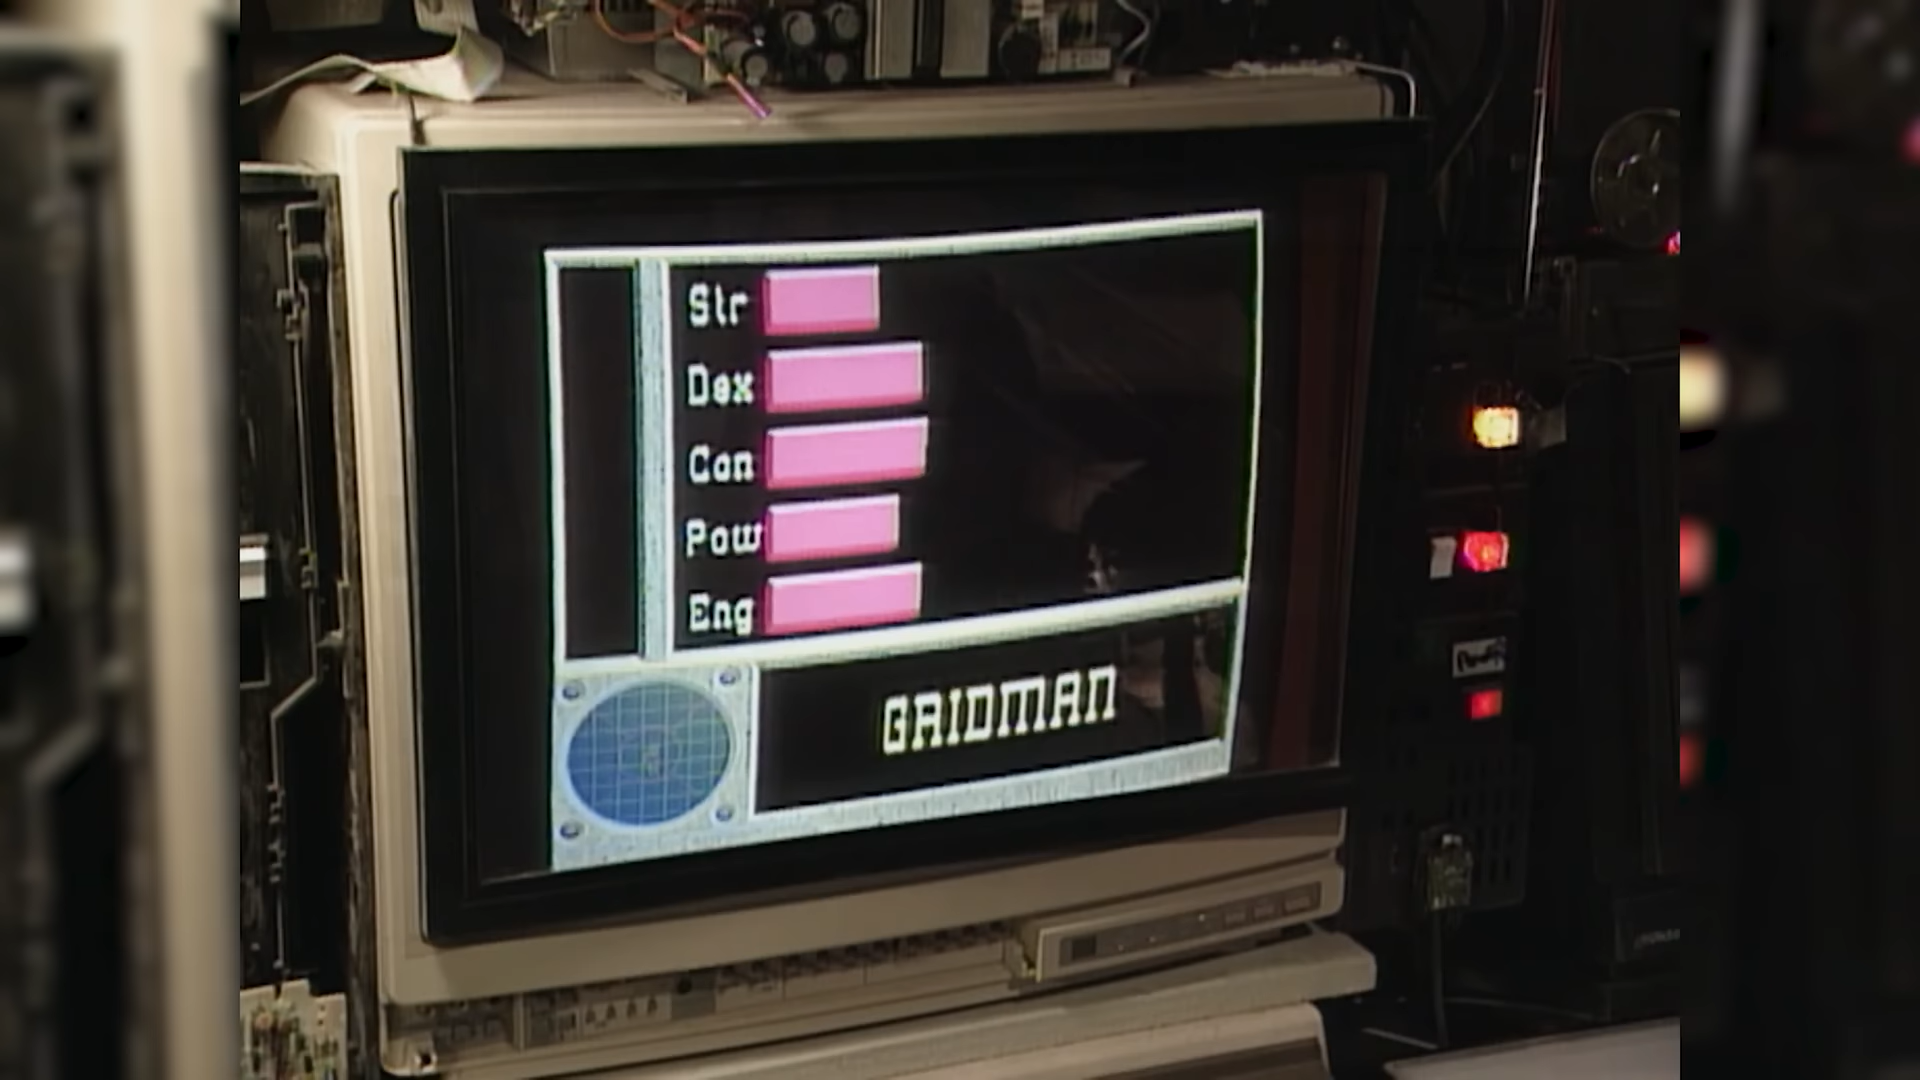 Str
Dex
Con
Pow
Eng
GRIDMAN